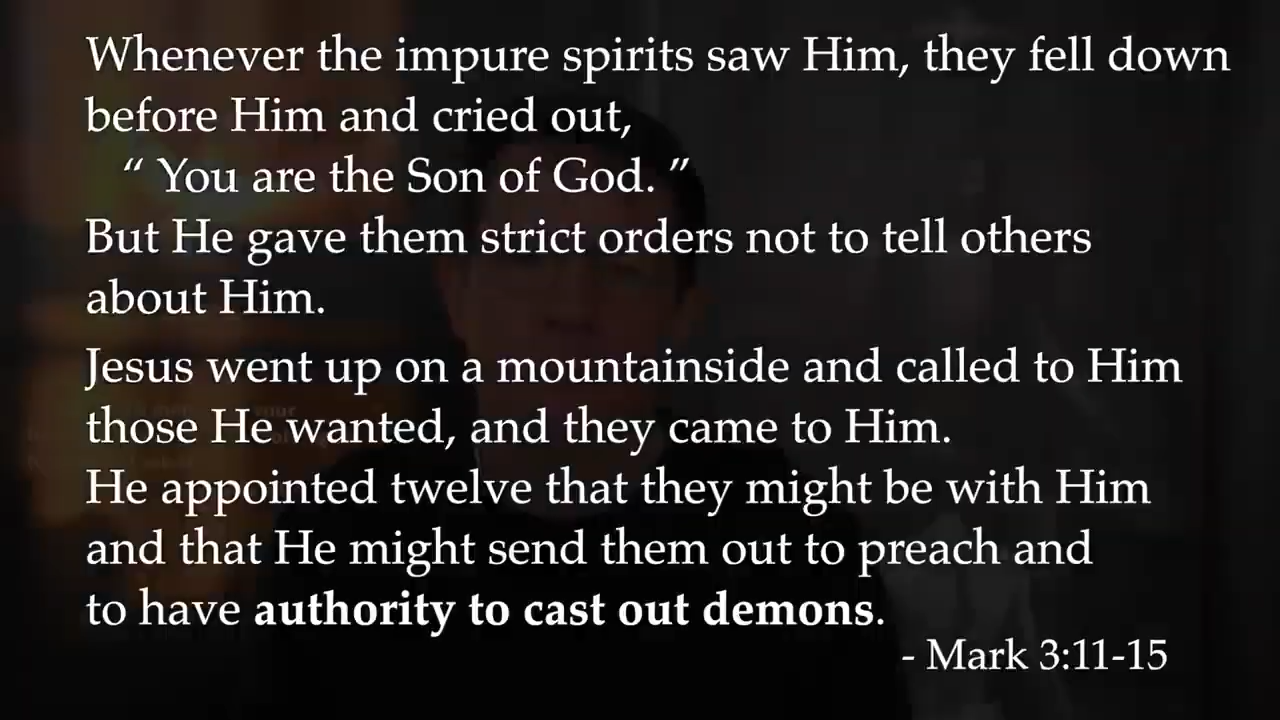 Whenever the impure spirits saw Him, they fell down
before Him and cried out,
“ You are the Son of God. ”
But He gave them strict orders not to tell others
about Him.
Jesus went up on a mountainside and called to Him
those He wanted, and they came to Him.
He appointed twelve that they might be with Him
and that He might send them out to preach and
to have authority to cast out demons.
- Mark 3:11-15